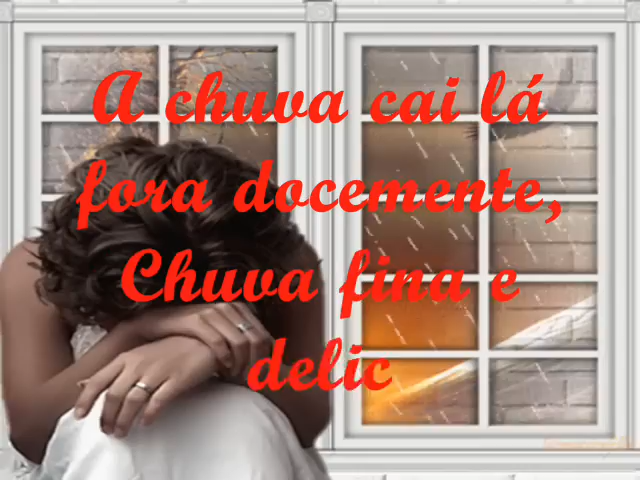 A chuva cai lá
fora docemente,
Chuva fina e
delic